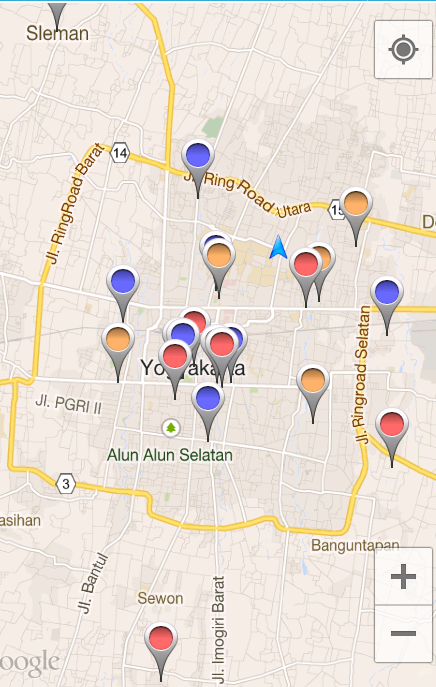 Sleman
14
Jl. RingRoad Barat
Jl. Ring Road Utara
15
D
Yogyakarta
Jl. Ringroad Selatan
Jl. PGRI II
Alun Alun Selatan
3
asihan
Banguntapan
Jl. Bantul
Sewon
Jl. Imogiri Barat
oogle